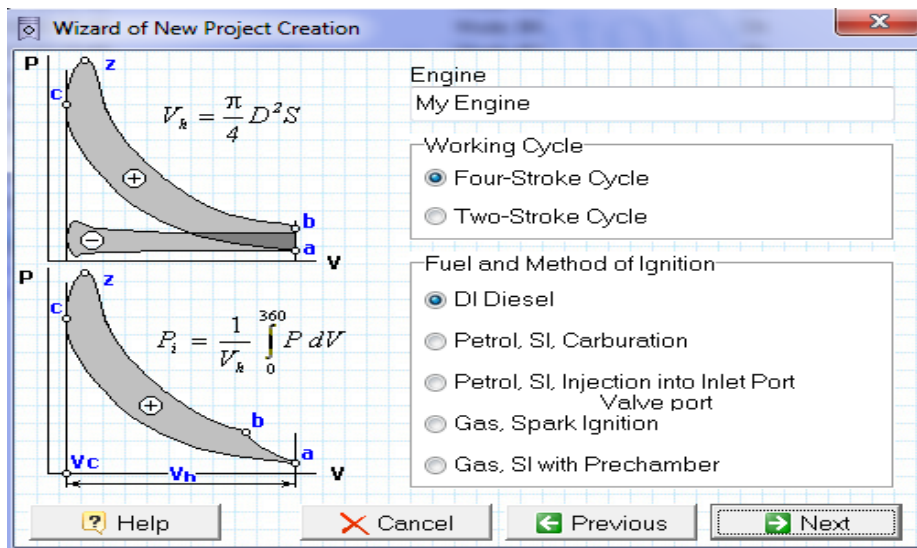 Wizard of New Project Creation
P
z
c
V_h = π/4 D²S
+
b
−
a
V
P
z
c
P_i = 1/V_h ∫₀³⁶⁰ P dV
+
b
a
Vc
Vh
V
Engine
My Engine
Working Cycle
Four-Stroke Cycle
Two-Stroke Cycle
Fuel and Method of Ignition
DI Diesel
Petrol, SI, Carburation
Petrol, SI, Injection into Inlet Port
Valve port
Gas, Spark Ignition
Gas, SI with Prechamber
Help
Cancel
Previous
Next